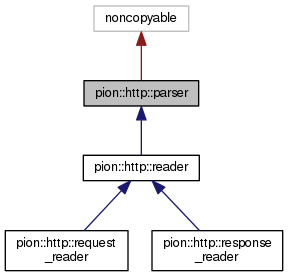 noncopyable
pion::http::parser
pion::http::reader
pion::http::request
_reader
pion::http::response
_reader